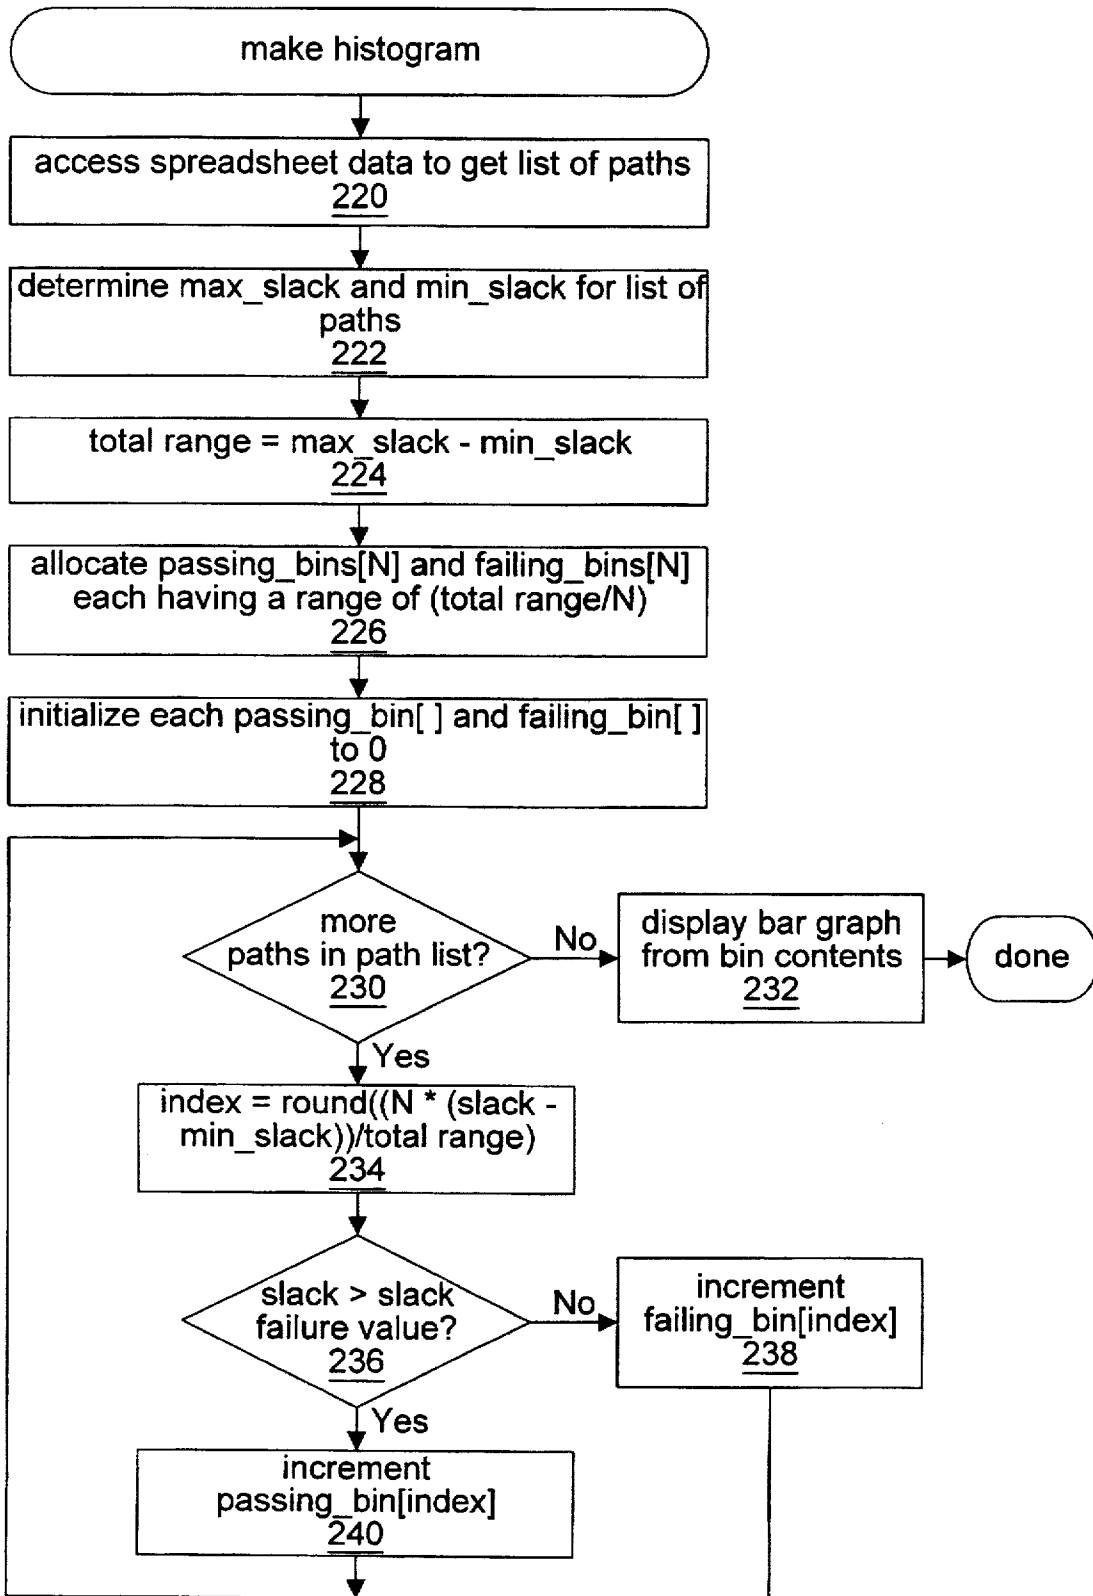 make histogram
access spreadsheet data to get list of paths
220
determine max_slack and min_slack for list of
paths
222
total range = max_slack - min_slack
224
allocate passing_bins[N] and failing_bins[N]
each having a range of (total range/N)
226
initialize each passing_bin[ ] and failing_bin[ ]
to 0
228
more
paths in path list?
230
No
display bar graph
from bin contents
232
done
Yes
index = round((N * (slack -
min_slack))/total range)
234
slack > slack
failure value?
236
No
increment
failing_bin[index]
238
Yes
increment
passing_bin[index]
240